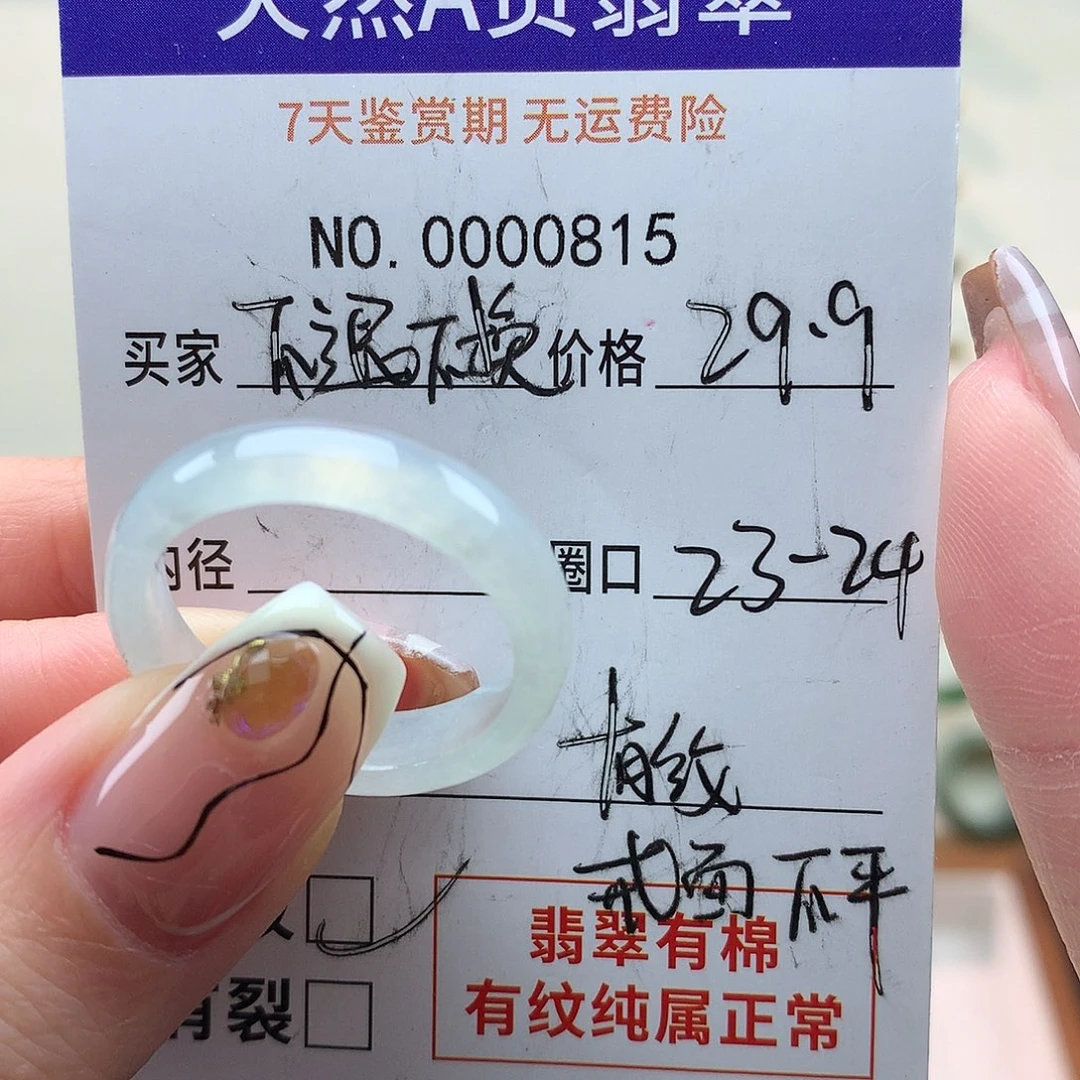 天然A货翡翠
7天鉴赏期 无运费险
NO. 0000815
买家 不退不换 价格 29.9
内径 圈口 23-24
有纹
戒面不平
翡翠有棉
有裂 有纹纯属正常